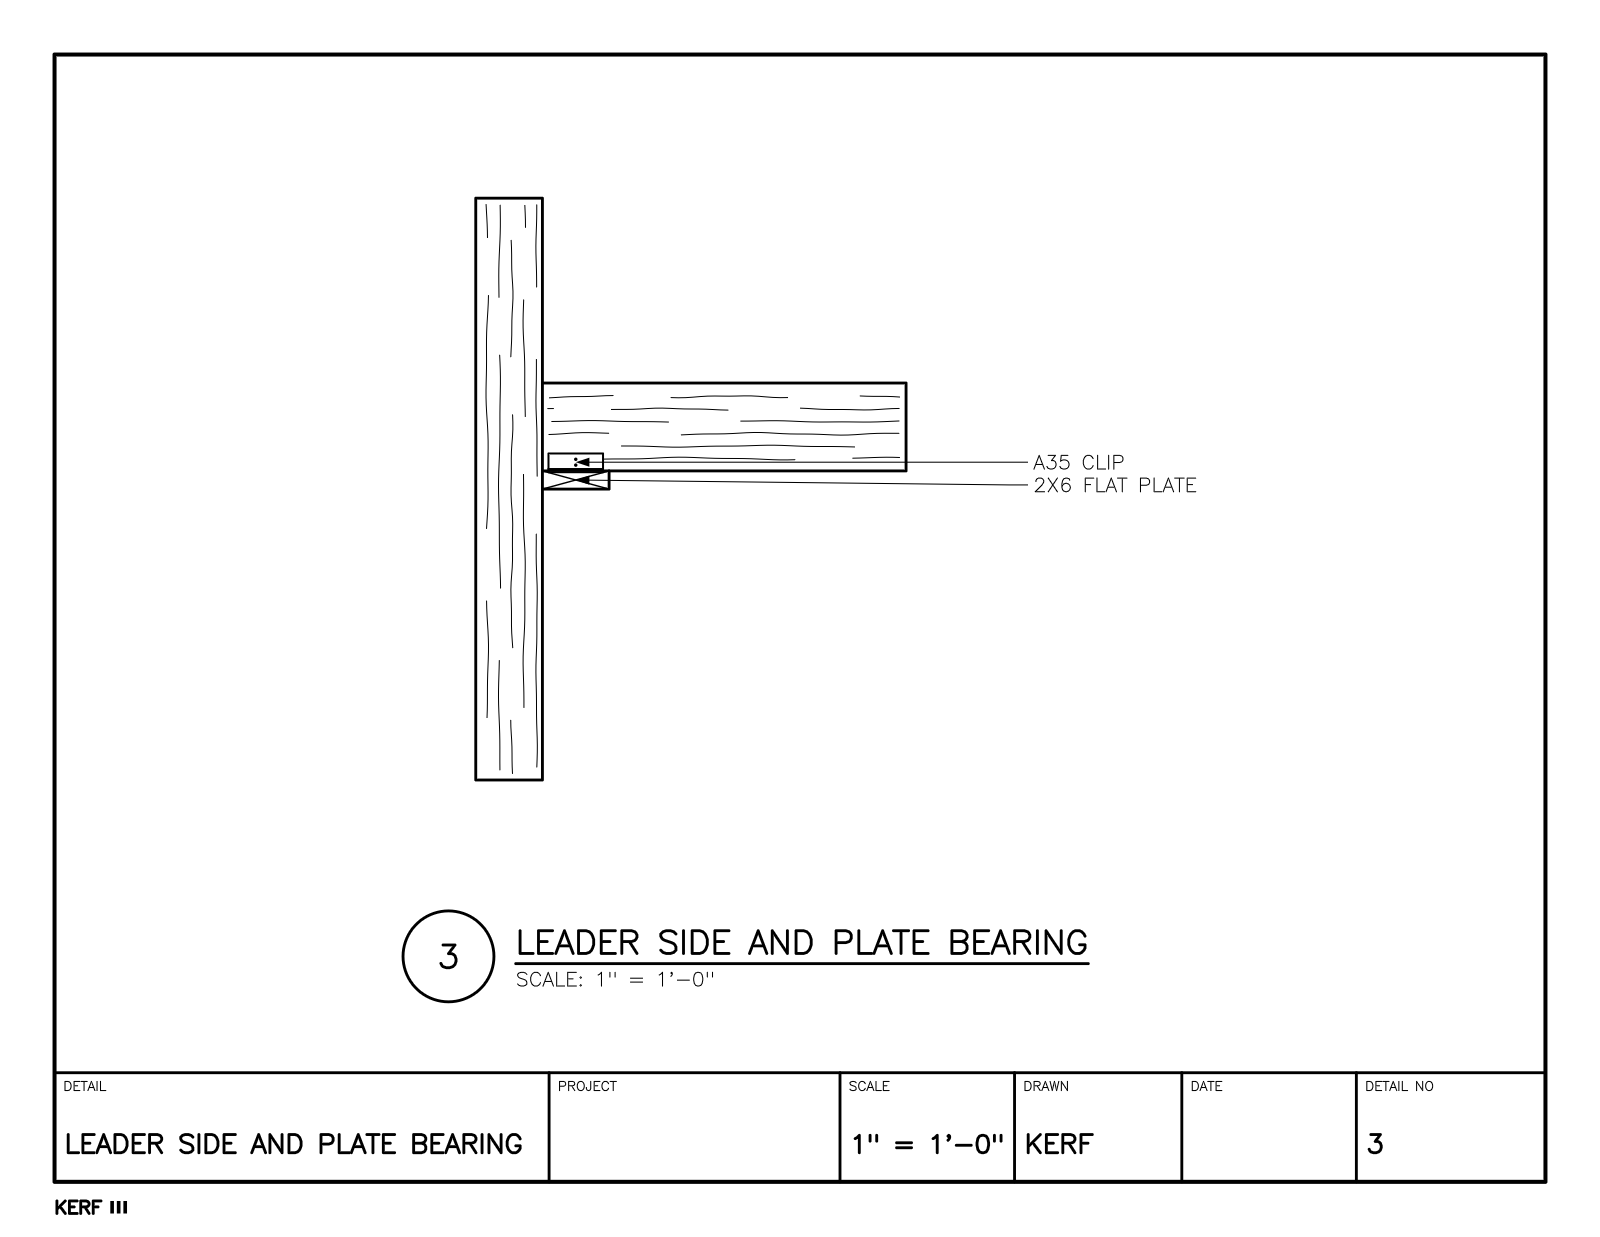 A35 CLIP
2X6 FLAT PLATE
3
LEADER SIDE AND PLATE BEARING
SCALE: 1" = 1'-0"
DETAIL
LEADER SIDE AND PLATE BEARING
PROJECT
SCALE
1" = 1'-0"
DRAWN
KERF
DATE
DETAIL NO
3
KERF III